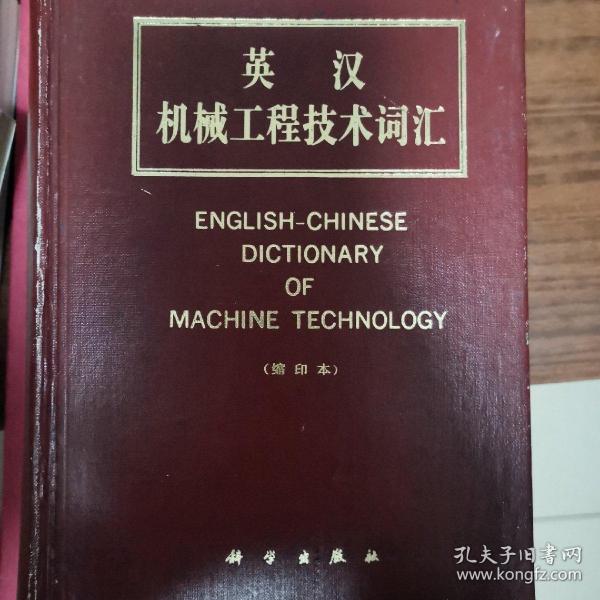 英 汉
机械工程技术词汇
ENGLISH-CHINESE
DICTIONARY
OF
MACHINE TECHNOLOGY
(缩印本)
科学出版社
孔夫子旧书网
www.kongfz.com